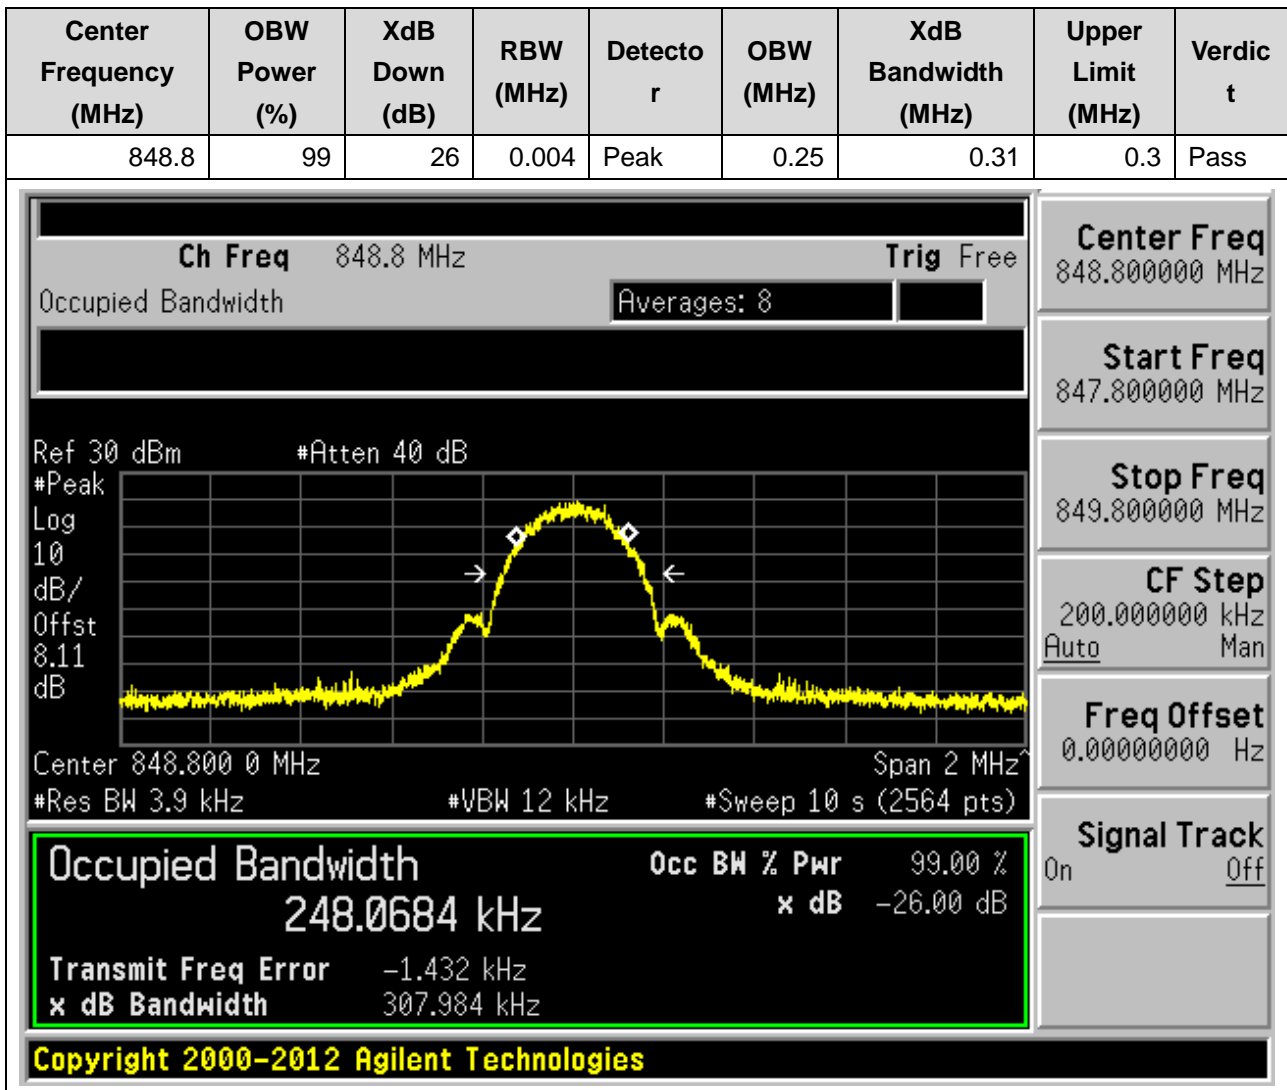 Center Frequency (MHz) OBW Power (%) XdB Down (dB) RBW (MHz) Detector OBW (MHz) XdB Bandwidth (MHz) Upper Limit (MHz) Verdict
848.8 99 26 0.004 Peak 0.25 0.31 0.3 Pass
Ch Freq 848.8 MHz Trig Free
Occupied Bandwidth Averages: 8
Ref 30 dBm #Atten 40 dB
#Peak
Log
10
dB/
Offst
8.11
dB
Center 848.800 0 MHz Span 2 MHz^
#Res BW 3.9 kHz #VBW 12 kHz #Sweep 10 s (2564 pts)
Occupied Bandwidth Occ BW % Pwr 99.00 %
248.0684 kHz x dB -26.00 dB
Transmit Freq Error -1.432 kHz
x dB Bandwidth 307.984 kHz
Copyright 2000-2012 Agilent Technologies
Center Freq
848.800000 MHz
Start Freq
847.800000 MHz
Stop Freq
849.800000 MHz
CF Step
200.000000 kHz
Auto Man
Freq Offset
0.00000000 Hz
Signal Track
On Off